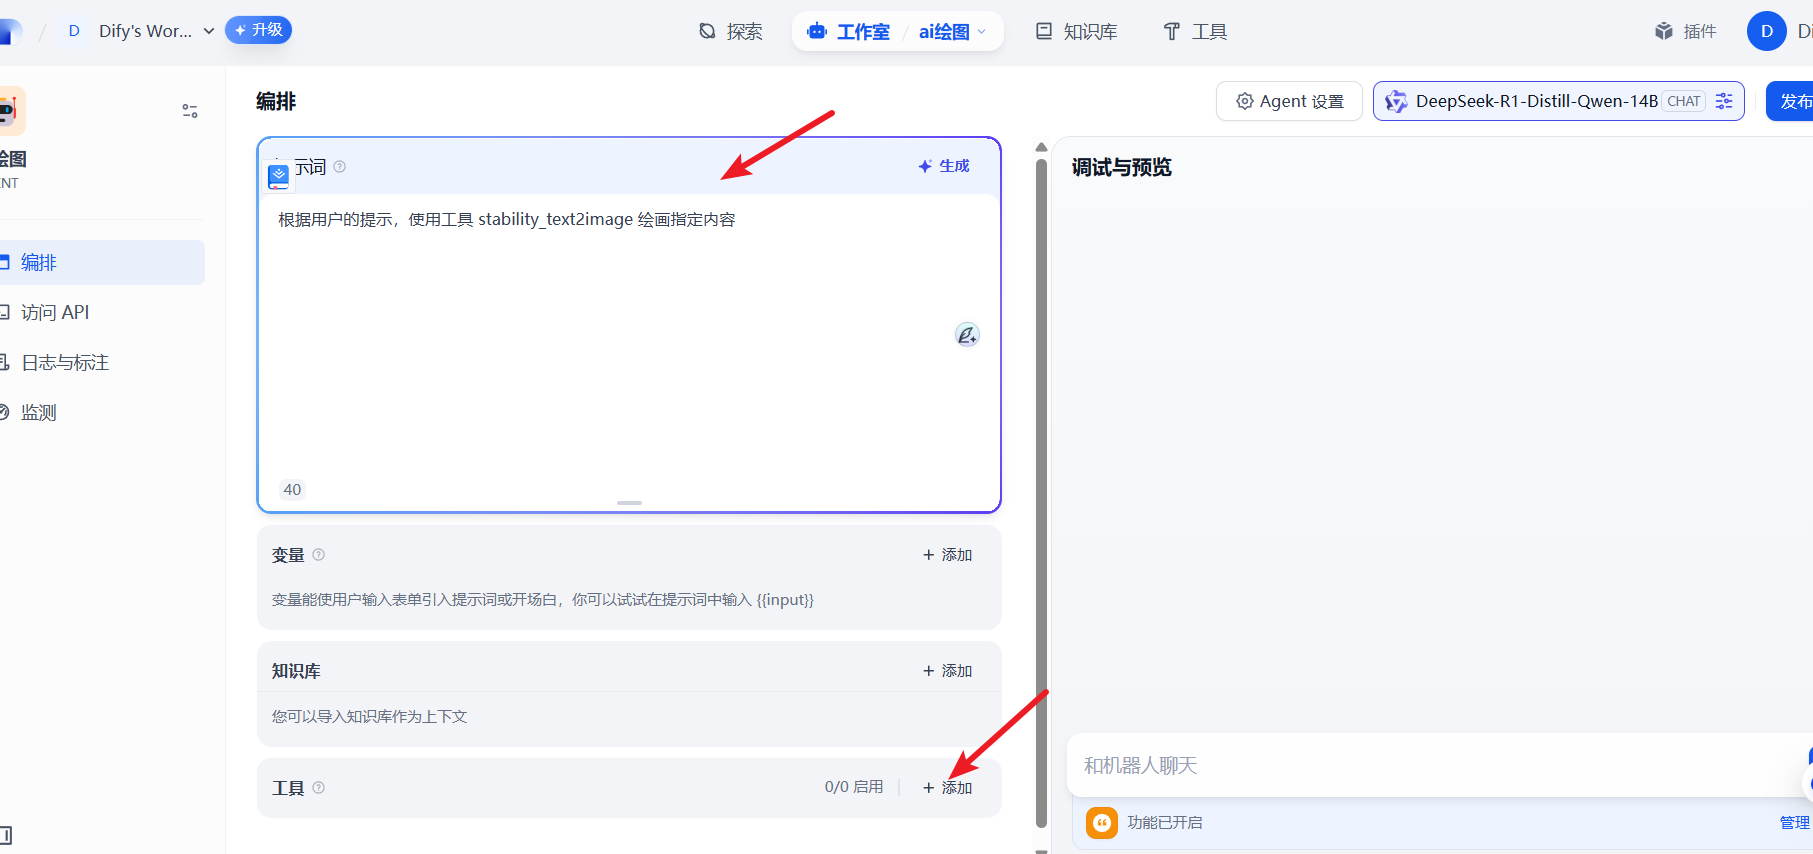 D Dify's Wor... 升级
探索
工作室 / ai绘图
知识库
工具
插件
D Di
绘图
ENT
编排
访问 API
日志与标注
监测
编排
Agent 设置
DeepSeek-R1-Distill-Qwen-14B CHAT
发布
示词
生成
根据用户的提示，使用工具 stability_text2image 绘画指定内容
40
变量
+ 添加
变量能使用户输入表单引入提示词或开场白，你可以试试在提示词中输入 {{input}}
知识库
+ 添加
您可以导入知识库作为上下文
工具
0/0 启用
+ 添加
调试与预览
和机器人聊天
功能已开启
管理